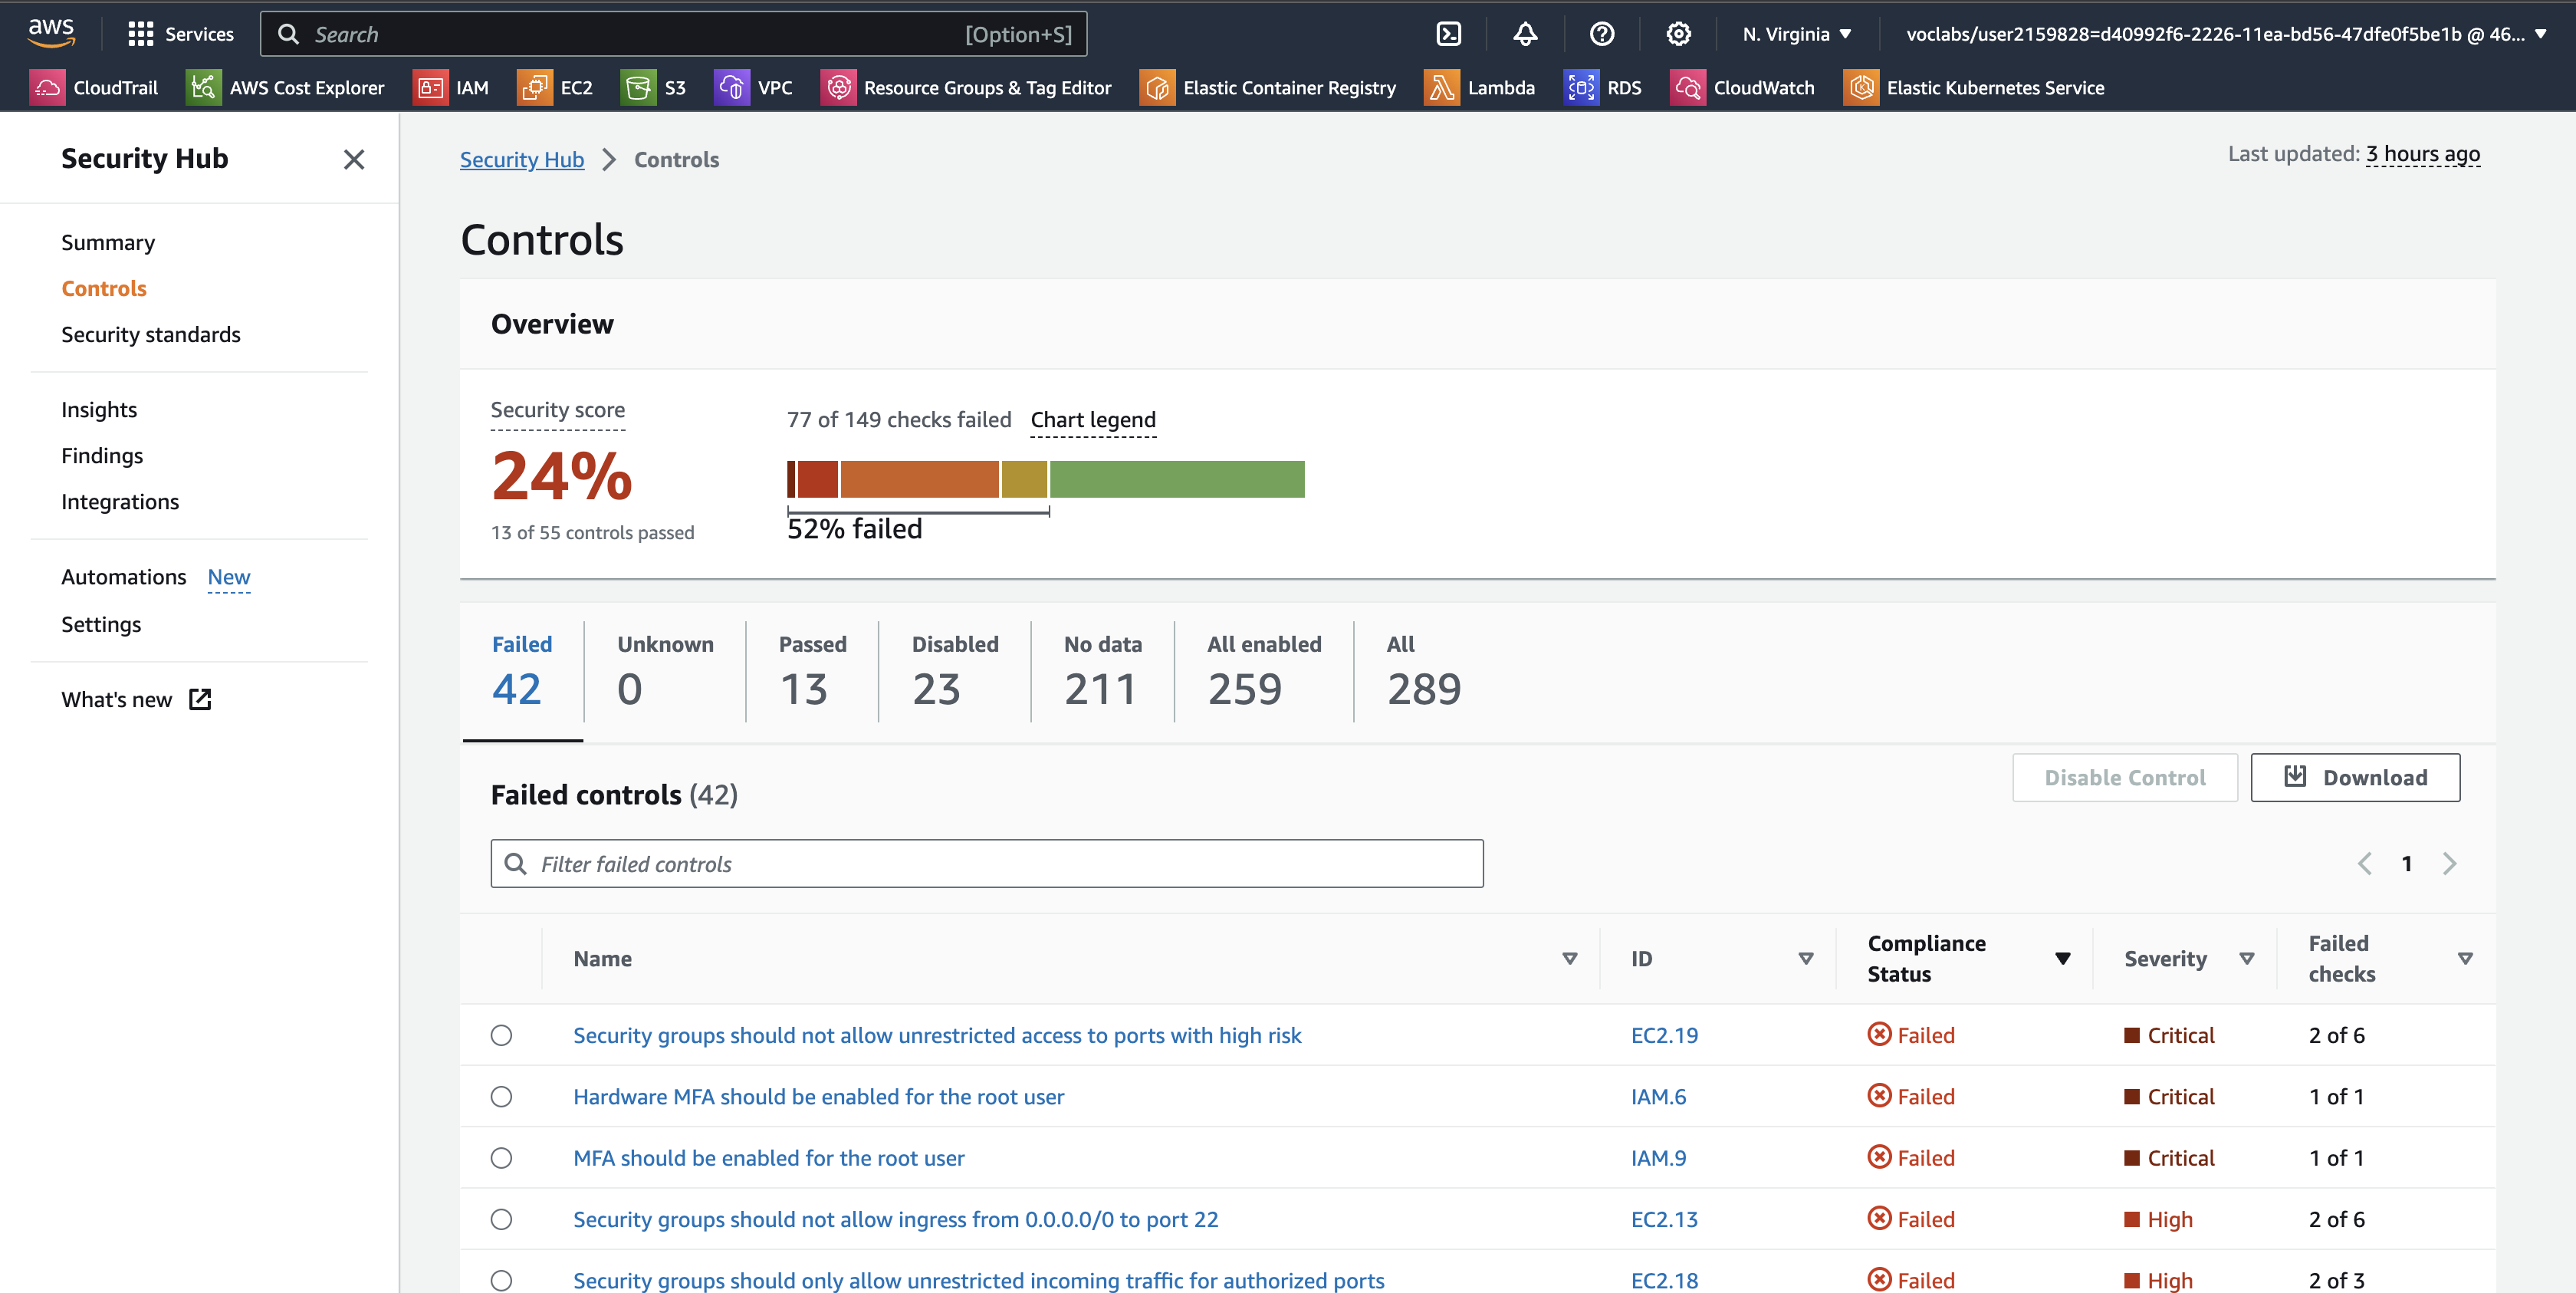 aws Services Search [Option+S] N. Virginia voclabs/user2159828=d40992f6-2226-11ea-bd56-47dfe0f5be1b @ 46...
CloudTrail AWS Cost Explorer IAM EC2 S3 VPC Resource Groups & Tag Editor Elastic Container Registry Lambda RDS CloudWatch Elastic Kubernetes Service
Security Hub
Summary
Controls
Security standards
Insights
Findings
Integrations
Automations New
Settings
What's new
Security Hub > Controls
Last updated: 3 hours ago
Controls
Overview
Security score
24%
13 of 55 controls passed
77 of 149 checks failed Chart legend
52% failed
Failed Unknown Passed Disabled No data All enabled All
42 0 13 23 211 259 289
Failed controls (42)
Disable Control Download
Filter failed controls
1
Name ID Compliance Status Severity Failed checks
Security groups should not allow unrestricted access to ports with high risk EC2.19 Failed Critical 2 of 6
Hardware MFA should be enabled for the root user IAM.6 Failed Critical 1 of 1
MFA should be enabled for the root user IAM.9 Failed Critical 1 of 1
Security groups should not allow ingress from 0.0.0.0/0 to port 22 EC2.13 Failed High 2 of 6
Security groups should only allow unrestricted incoming traffic for authorized ports EC2.18 Failed High 2 of 3